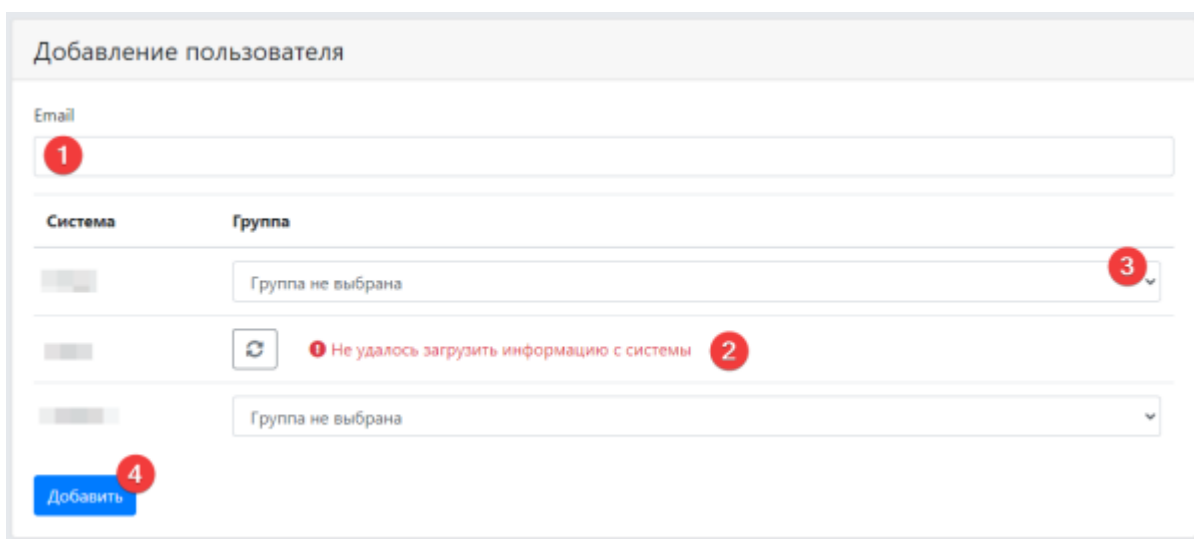 Добавление пользователя
Email
1
Система Группа
3
Группа не выбрана
Не удалось загрузить информацию с системы 2
Группа не выбрана
4
Добавить